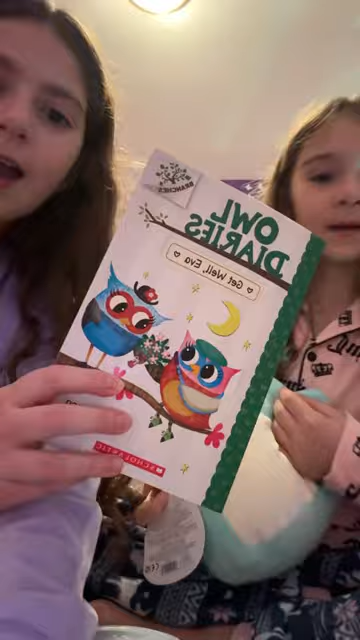 BRANCHES
OWL
DIARIES
Get Well, Eva
SCHOLASTIC